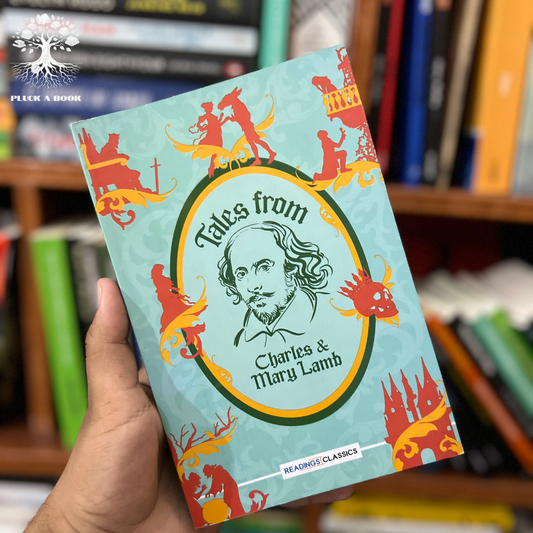 PLUCK A BOOK
Tales from
Charles &
Mary Lamb
READINGS CLASSICS